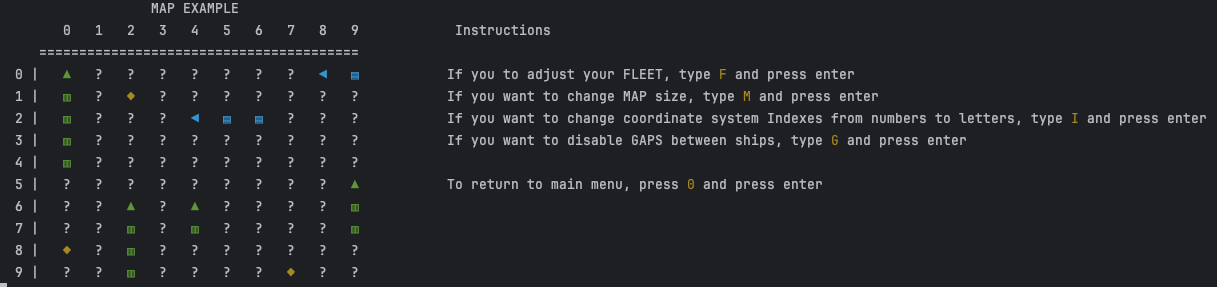 MAP EXAMPLE
0 1 2 3 4 5 6 7 8 9 Instructions
========================================
0 | ▲ ? ? ? ? ? ? ? ◄ ▤ If you to adjust your FLEET, type F and press enter
1 | ▥ ? ◆ ? ? ? ? ? ? ? If you want to change MAP size, type M and press enter
2 | ▥ ? ? ? ◄ ▤ ▤ ? ? ? If you want to change coordinate system Indexes from numbers to letters, type I and press enter
3 | ▥ ? ? ? ? ? ? ? ? ? If you want to disable GAPS between ships, type G and press enter
4 | ▥ ? ? ? ? ? ? ? ? ?
5 | ? ? ? ? ? ? ? ? ? ▲ To return to main menu, press 0 and press enter
6 | ? ? ▲ ? ▲ ? ? ? ? ▥
7 | ? ? ▥ ? ▥ ? ? ? ? ▥
8 | ◆ ? ▥ ? ? ? ? ? ? ?
9 | ? ? ▥ ? ? ? ? ◆ ? ?